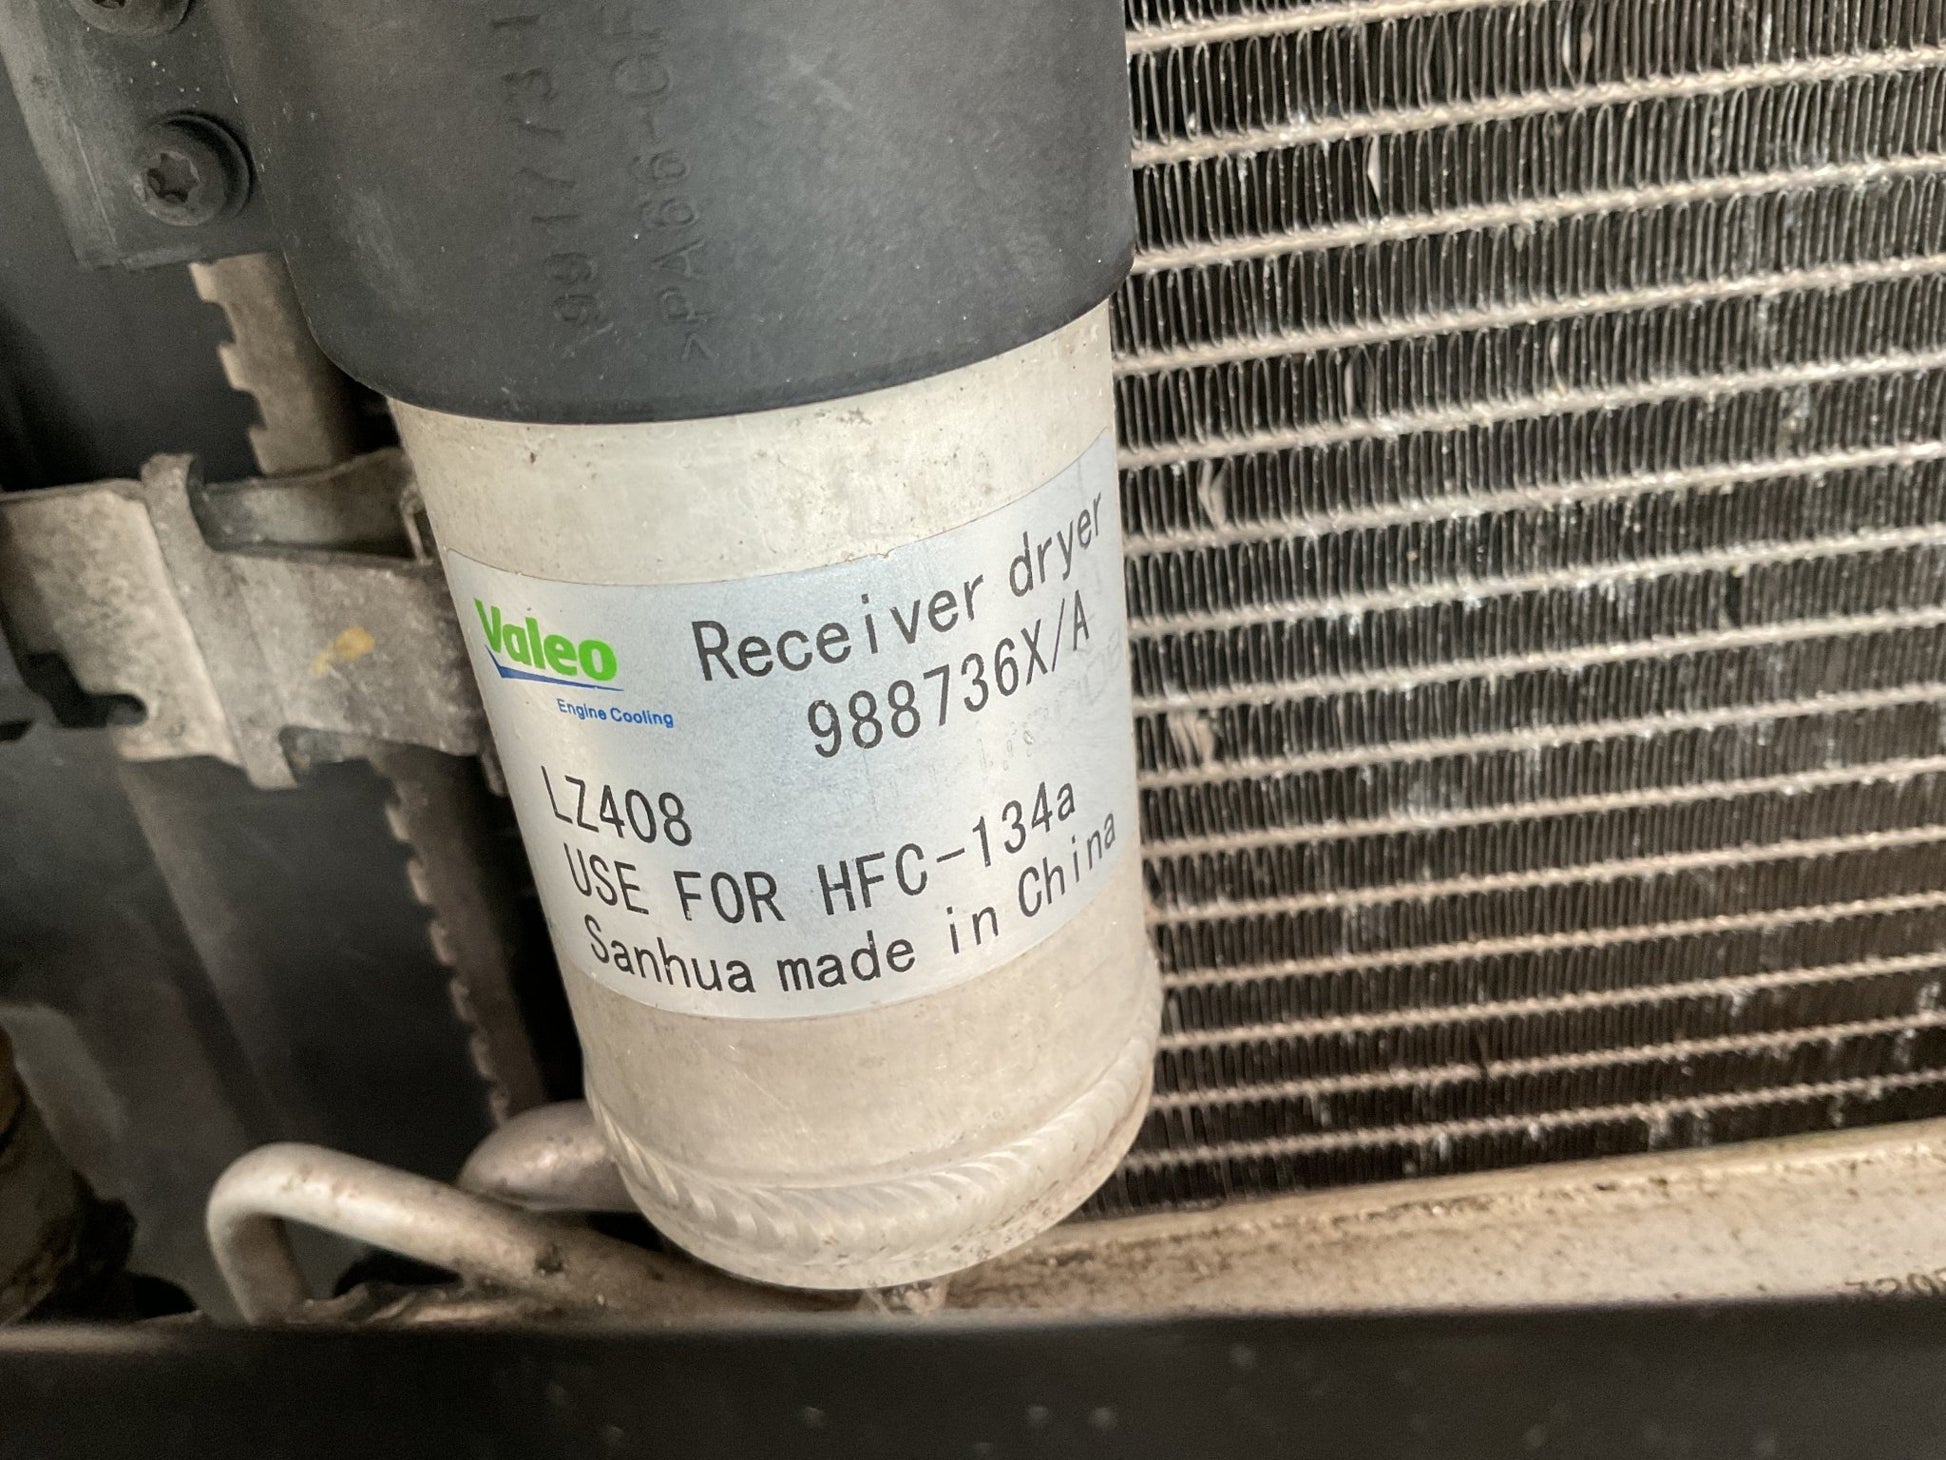 >PA66-GF
Valeo
Engine Cooling
Receiver dryer
988736X/A
LZ408
USE FOR HFC-134a
Sanhua made in China